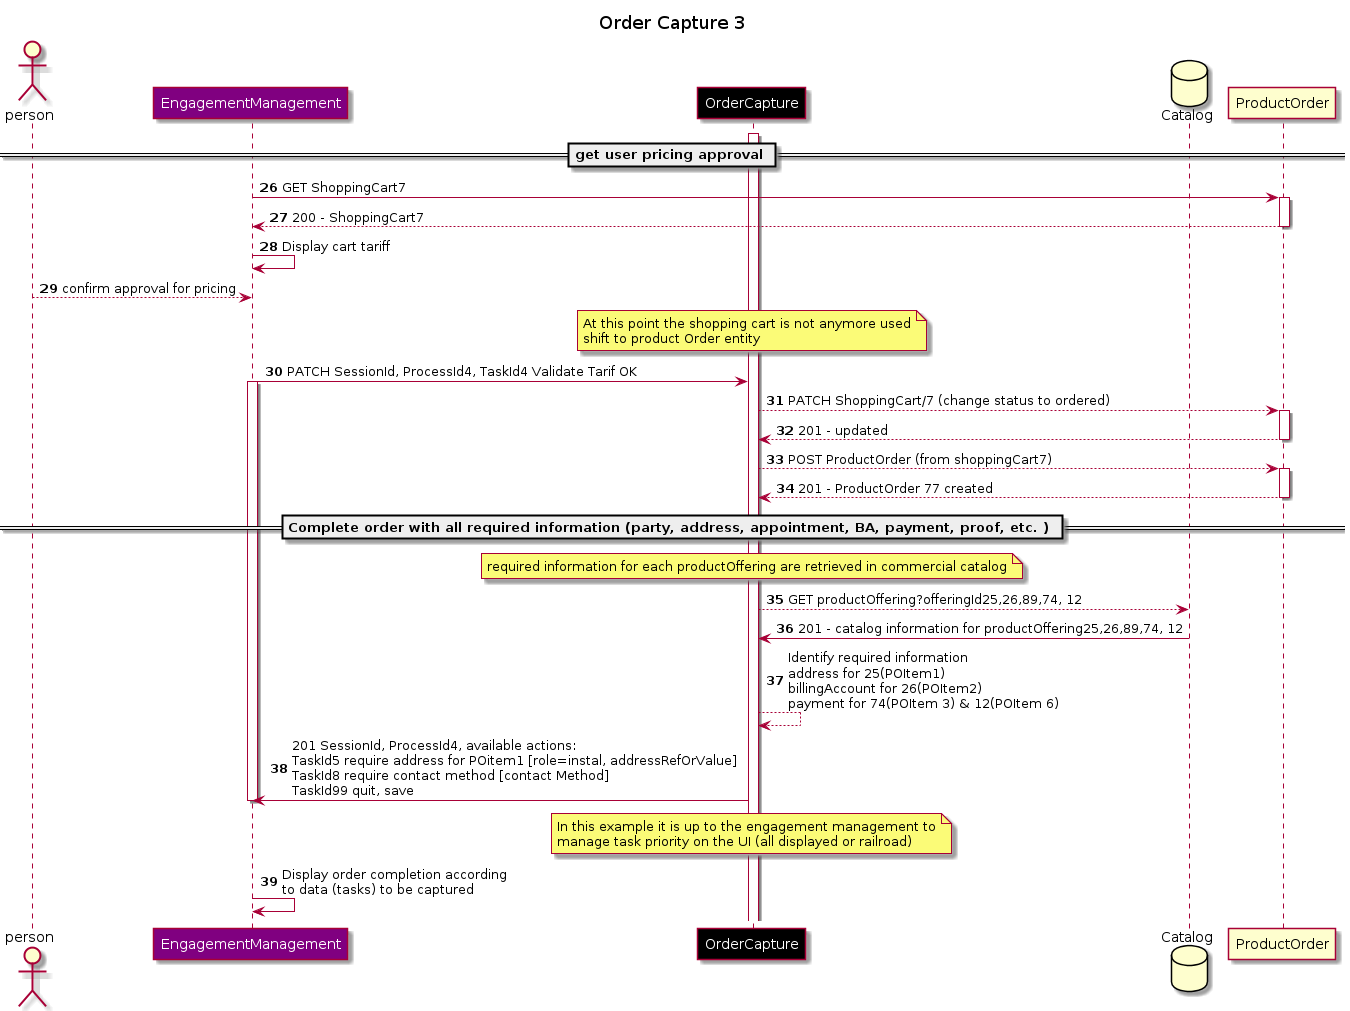 Order Capture 3
person
EngagementManagement
OrderCapture
Catalog
ProductOrder
get user pricing approval
26 GET ShoppingCart7
27 200 - ShoppingCart7
28 Display cart tariff
29 confirm approval for pricing
At this point the shopping cart is not anymore used
shift to product Order entity
30 PATCH SessionId, ProcessId4, TaskId4 Validate Tarif OK
31 PATCH ShoppingCart/7 (change status to ordered)
32 201 - updated
33 POST ProductOrder (from shoppingCart7)
34 201 - ProductOrder 77 created
Complete order with all required information (party, address, appointment, BA, payment, proof, etc. )
required information for each productOffering are retrieved in commercial catalog
35 GET productOffering?offeringId25,26,89,74, 12
36 201 - catalog information for productOffering25,26,89,74, 12
Identify required information
address for 25(POItem1)
37
billingAccount for 26(POItem2)
payment for 74(POItem 3) & 12(POItem 6)
201 SessionId, ProcessId4, available actions:
TaskId5 require address for POitem1 [role=instal, addressRefOrValue]
38
TaskId8 require contact method [contact Method]
TaskId99 quit, save
In this example it is up to the engagement management to
manage task priority on the UI (all displayed or railroad)
39 Display order completion according
to data (tasks) to be captured
person
EngagementManagement
OrderCapture
Catalog
ProductOrder